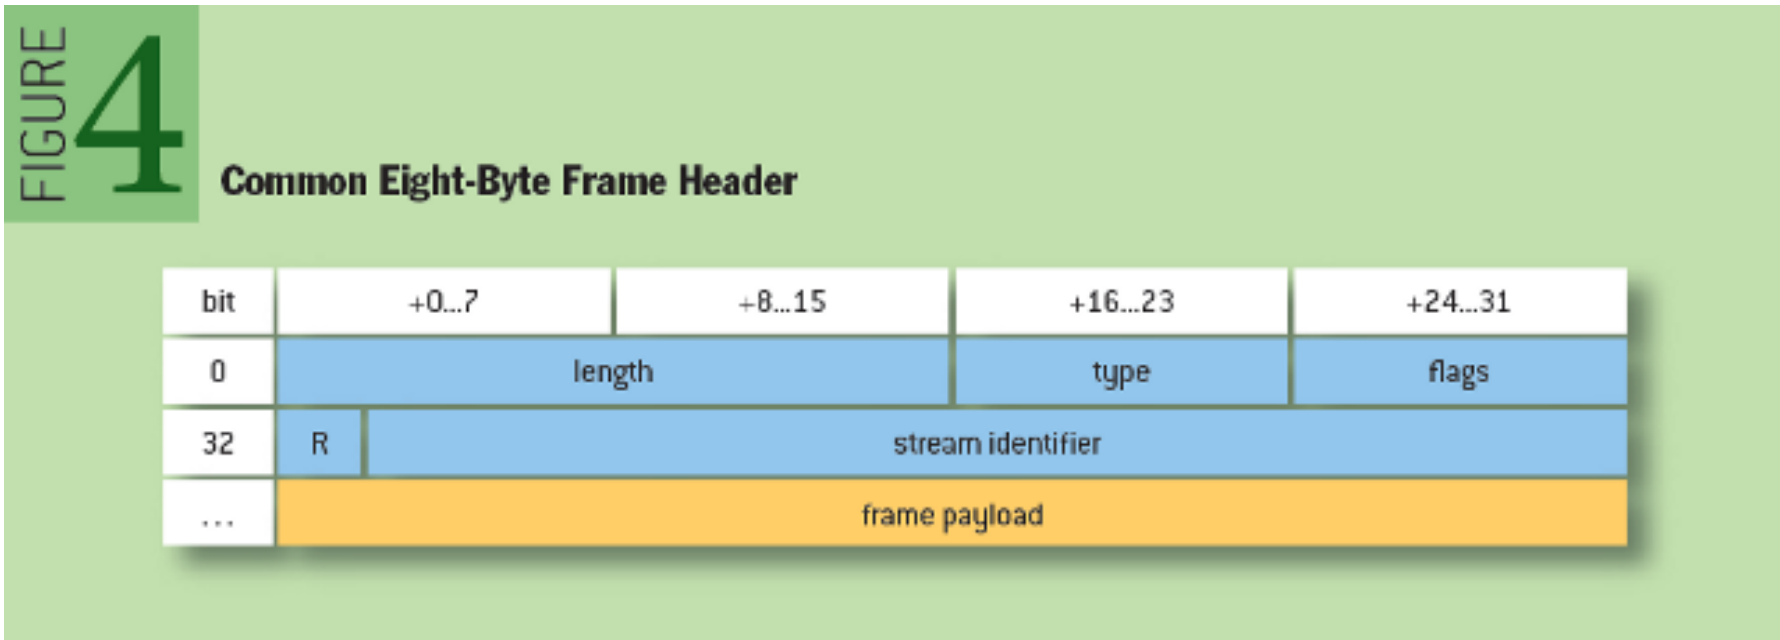 FIGURE 4
Common Eight-Byte Frame Header
bit +0...7 +8...15 +16...23 +24...31
0 length type flags
32 R stream identifier
... frame payload